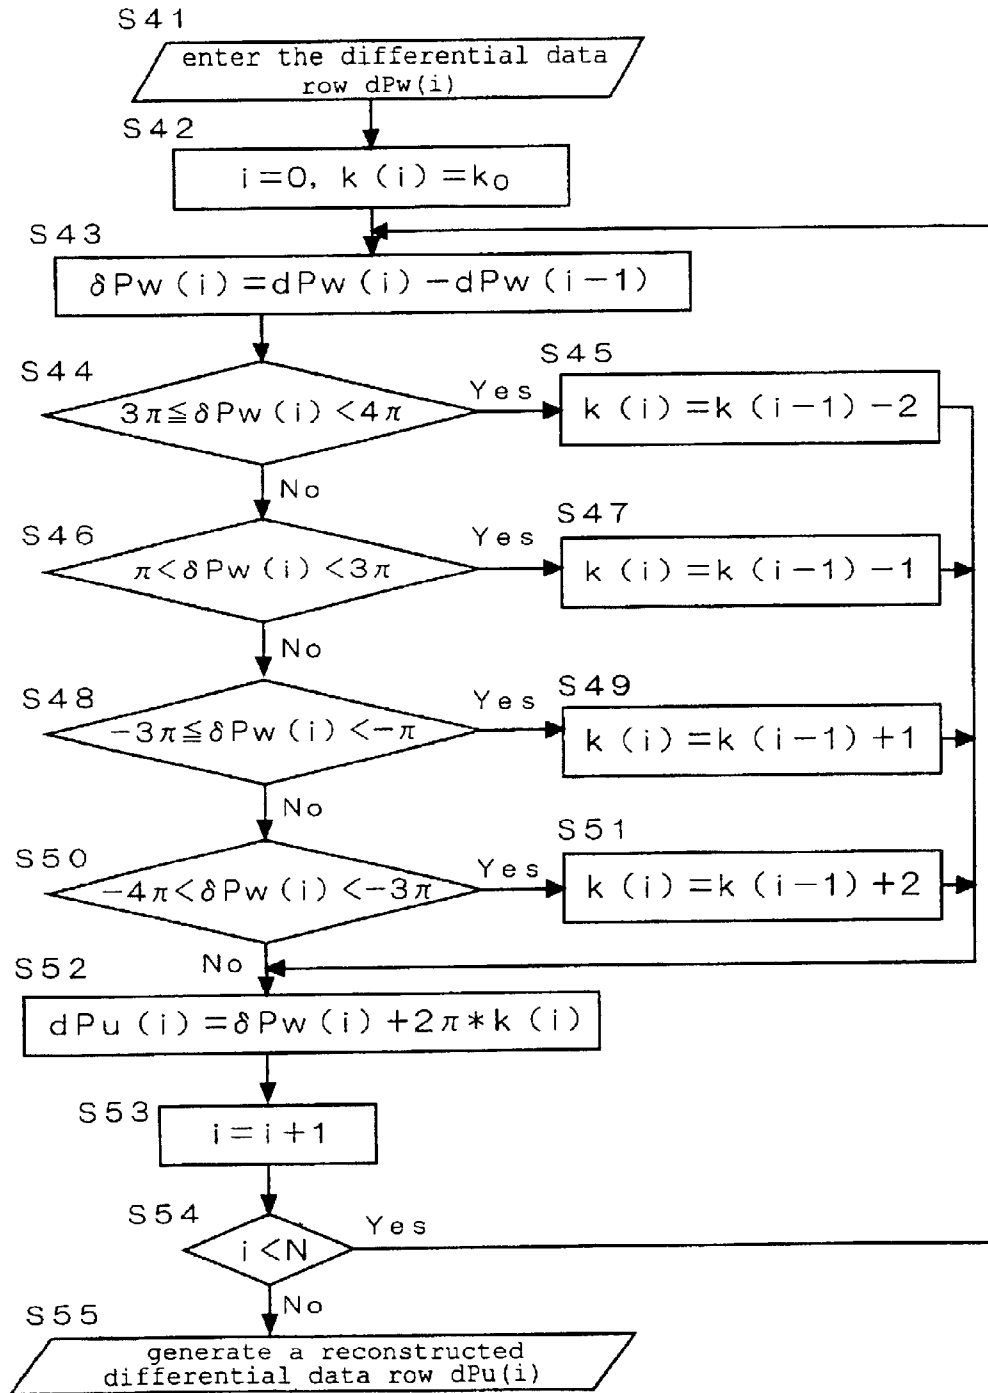 S41
enter the differential data
row dPw(i)
S42
i=0, k (i)=k0
S43
δPw (i)=dPw (i)−dPw (i−1)
S44
3π≦δPw (i)<4π
Yes
S45
k (i)=k (i−1)−2
No
S46
π<δPw (i)<3π
Yes
S47
k (i)=k (i−1)−1
No
S48
−3π≦δPw (i)<−π
Yes
S49
k (i)=k (i−1)+1
No
S50
−4π<δPw (i)<−3π
Yes
S51
k (i)=k (i−1)+2
No
S52
dPu (i)=δPw (i)+2π*k (i)
S53
i=i+1
S54
i<N
Yes
No
S55
generate a reconstructed
differential data row dPu(i)